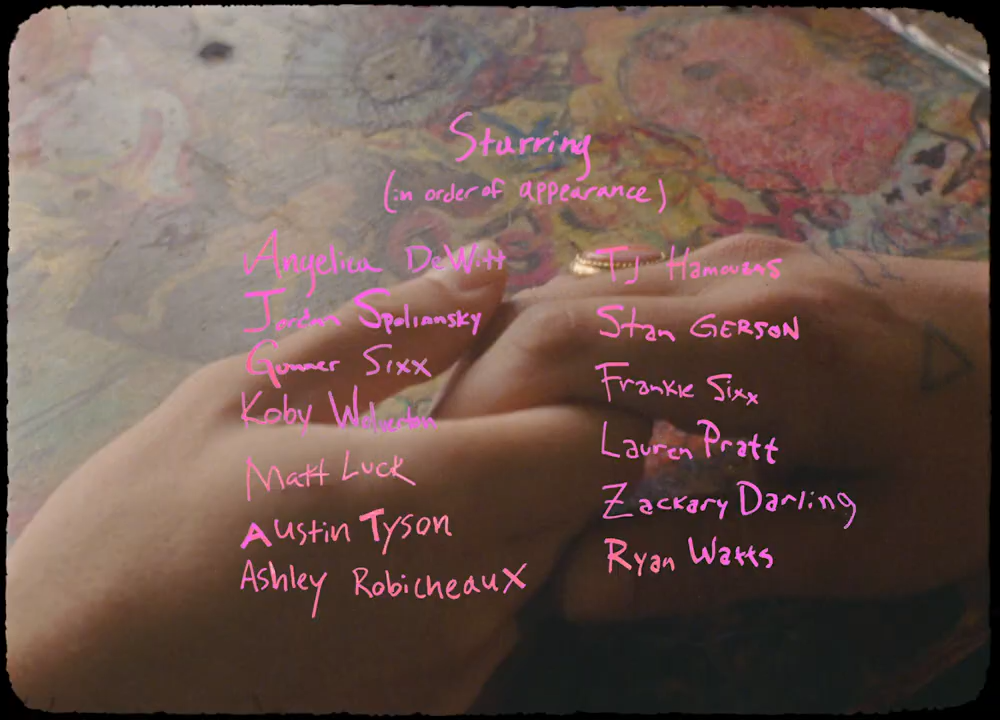 Starring
(in order of appearance)
Angelica DeWitt
Jordan Spoliansky
Gunner Sixx
Koby Wolverton
Matt Luck
Austin Tyson
Ashley Robicheaux
TJ
Stan GERSON
Frankie Sixx
Lauren Pratt
Zackary Darling
Ryan Watts